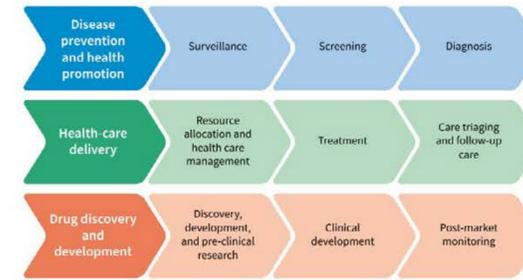 Disease
prevention
and health
promotion
Surveillance
Screening
Diagnosis
Health-care
delivery
Resource
allocation and
health care
management
Treatment
Care triaging
and follow-up
care
Drug discovery
and
development
Discovery,
development,
and pre-clinical
research
Clinical
development
Post-market
monitoring